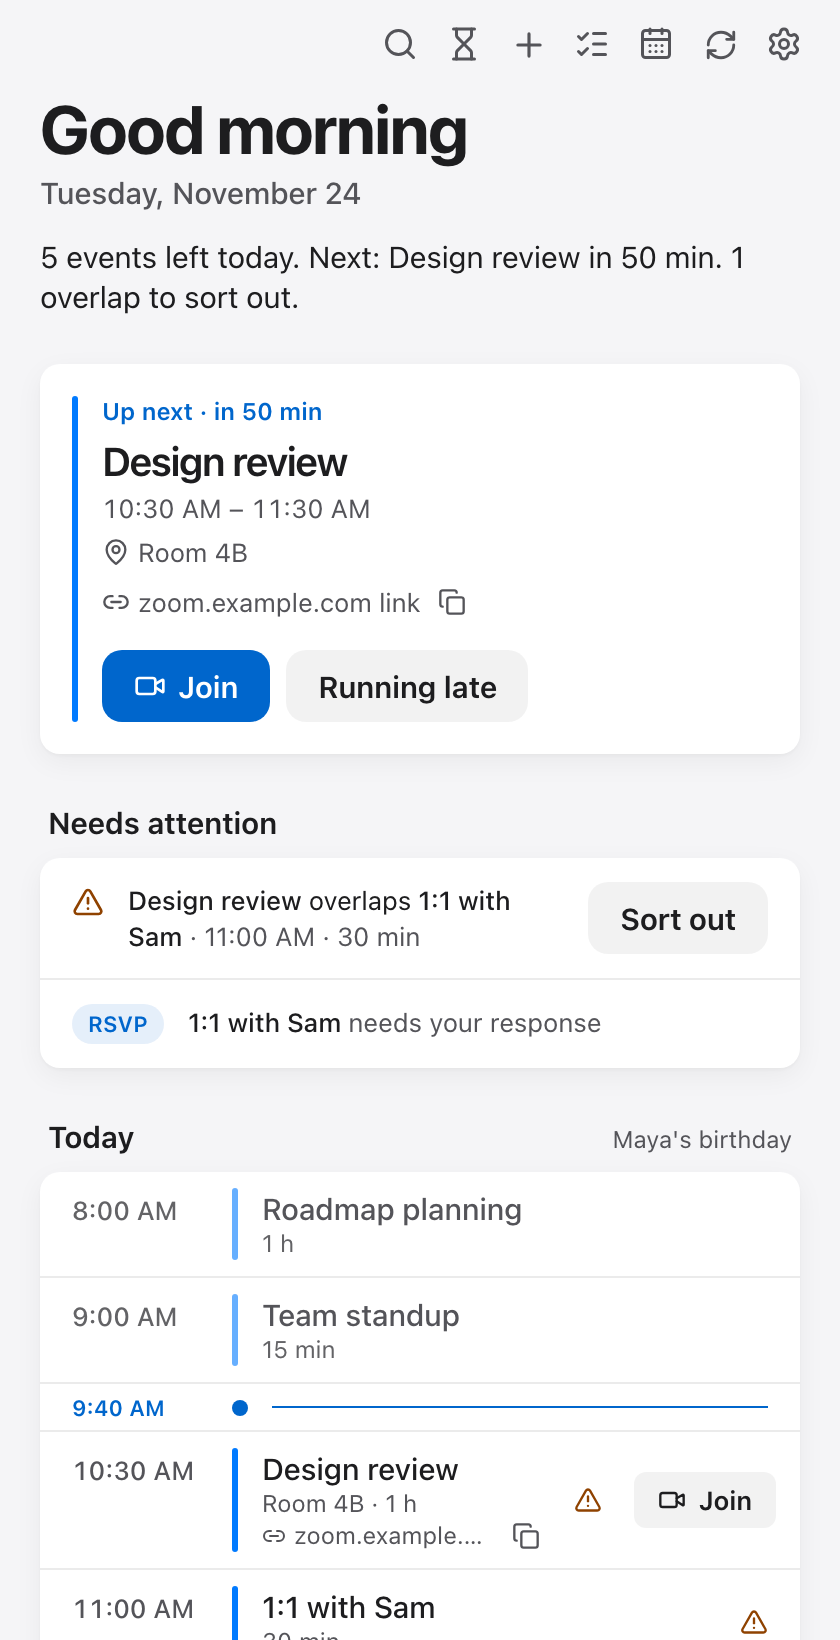 Good morning
Tuesday, November 24
5 events left today. Next: Design review in 50 min. 1
overlap to sort out.
Up next · in 50 min
Design review
10:30 AM – 11:30 AM
Room 4B
zoom.example.com link
Join
Running late
Needs attention
Design review overlaps 1:1 with
Sam · 11:00 AM · 30 min
Sort out
RSVP
1:1 with Sam needs your response
Today
Maya's birthday
8:00 AM
Roadmap planning
1 h
9:00 AM
Team standup
15 min
9:40 AM
10:30 AM
Design review
Room 4B · 1 h
zoom.example....
Join
11:00 AM
1:1 with Sam
30 min